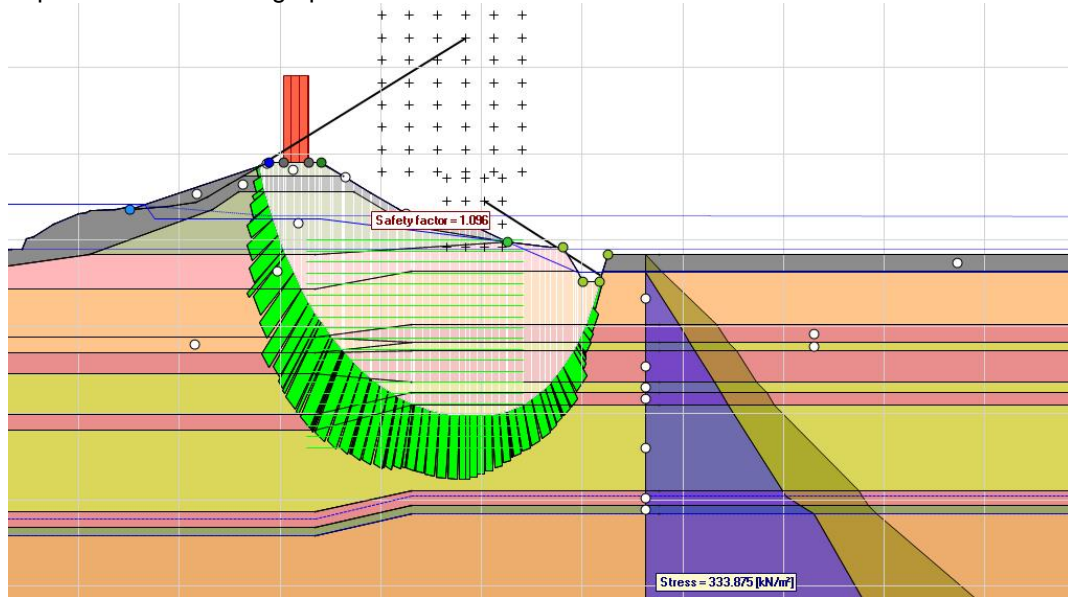 Safety factor = 1.096
Stress = 333.875 [kN/m²]